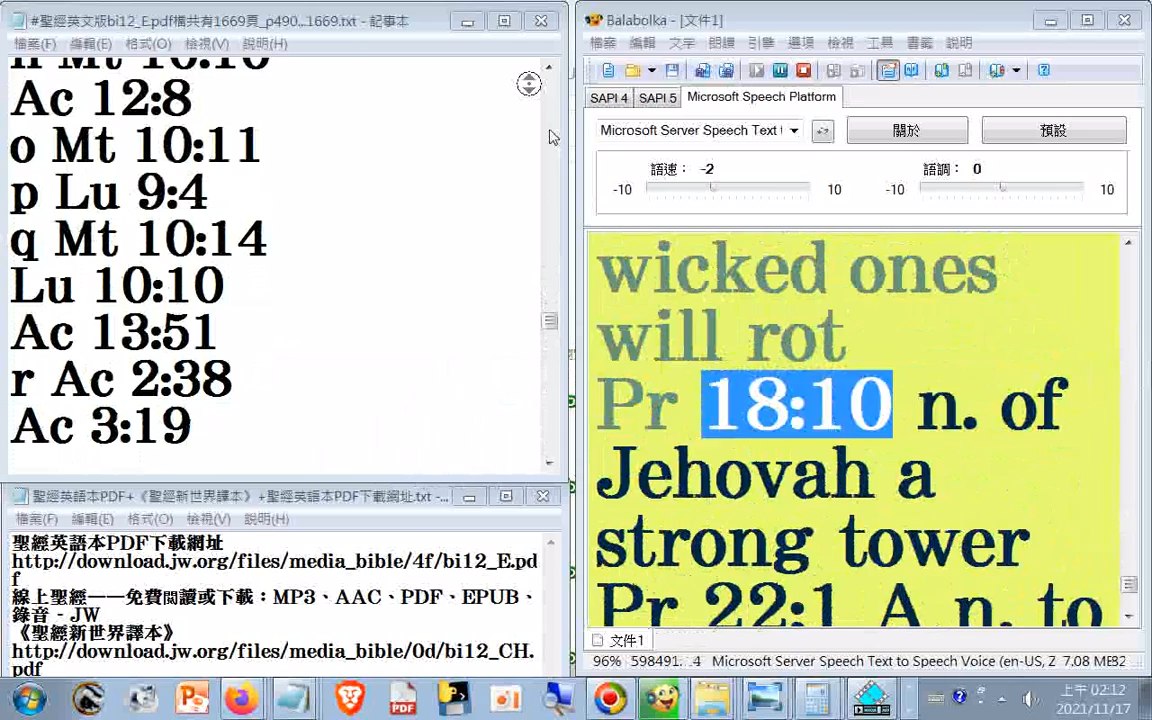 #聖經英文版bi12_E.pdf橫共有1669頁_p490...1669.txt - 記事本
檔案(F) 編輯(E) 格式(O) 檢視(V) 說明(H)
n Mt 10:10
Ac 12:8
o Mt 10:11
p Lu 9:4
q Mt 10:14
Lu 10:10
Ac 13:51
r Ac 2:38
Ac 3:19
聖經英語本PDF+《聖經新世界譯本》+聖經英語本PDF下載網址.txt -...
檔案(F) 編輯(E) 格式(O) 檢視(V) 說明(H)
聖經英語本PDF下載網址
http://download.jw.org/files/media_bible/4f/bi12_E.pd
f
線上聖經——免費閱讀或下載：MP3、AAC、PDF、EPUB、
錄音 - JW
《聖經新世界譯本》
http://download.jw.org/files/media_bible/0d/bi12_CH.
pdf
Balabolka - [文件1]
檔案 編輯 文字 朗讀 引擎 選項 檢視 工具 書籤 說明
SAPI 4 SAPI 5 Microsoft Speech Platform
Microsoft Server Speech Text 關於 預設
語速： -2 語調： 0
-10 10 -10 10
wicked ones
will rot
Pr 18:10 n. of
Jehovah a
strong tower
Pr 22:1 A n. to
文件1
96% 598491. .4 Microsoft Server Speech Text to Speech Voice (en-US, Z 7.08 MB32
PDF
上午 02:12
2021/11/17